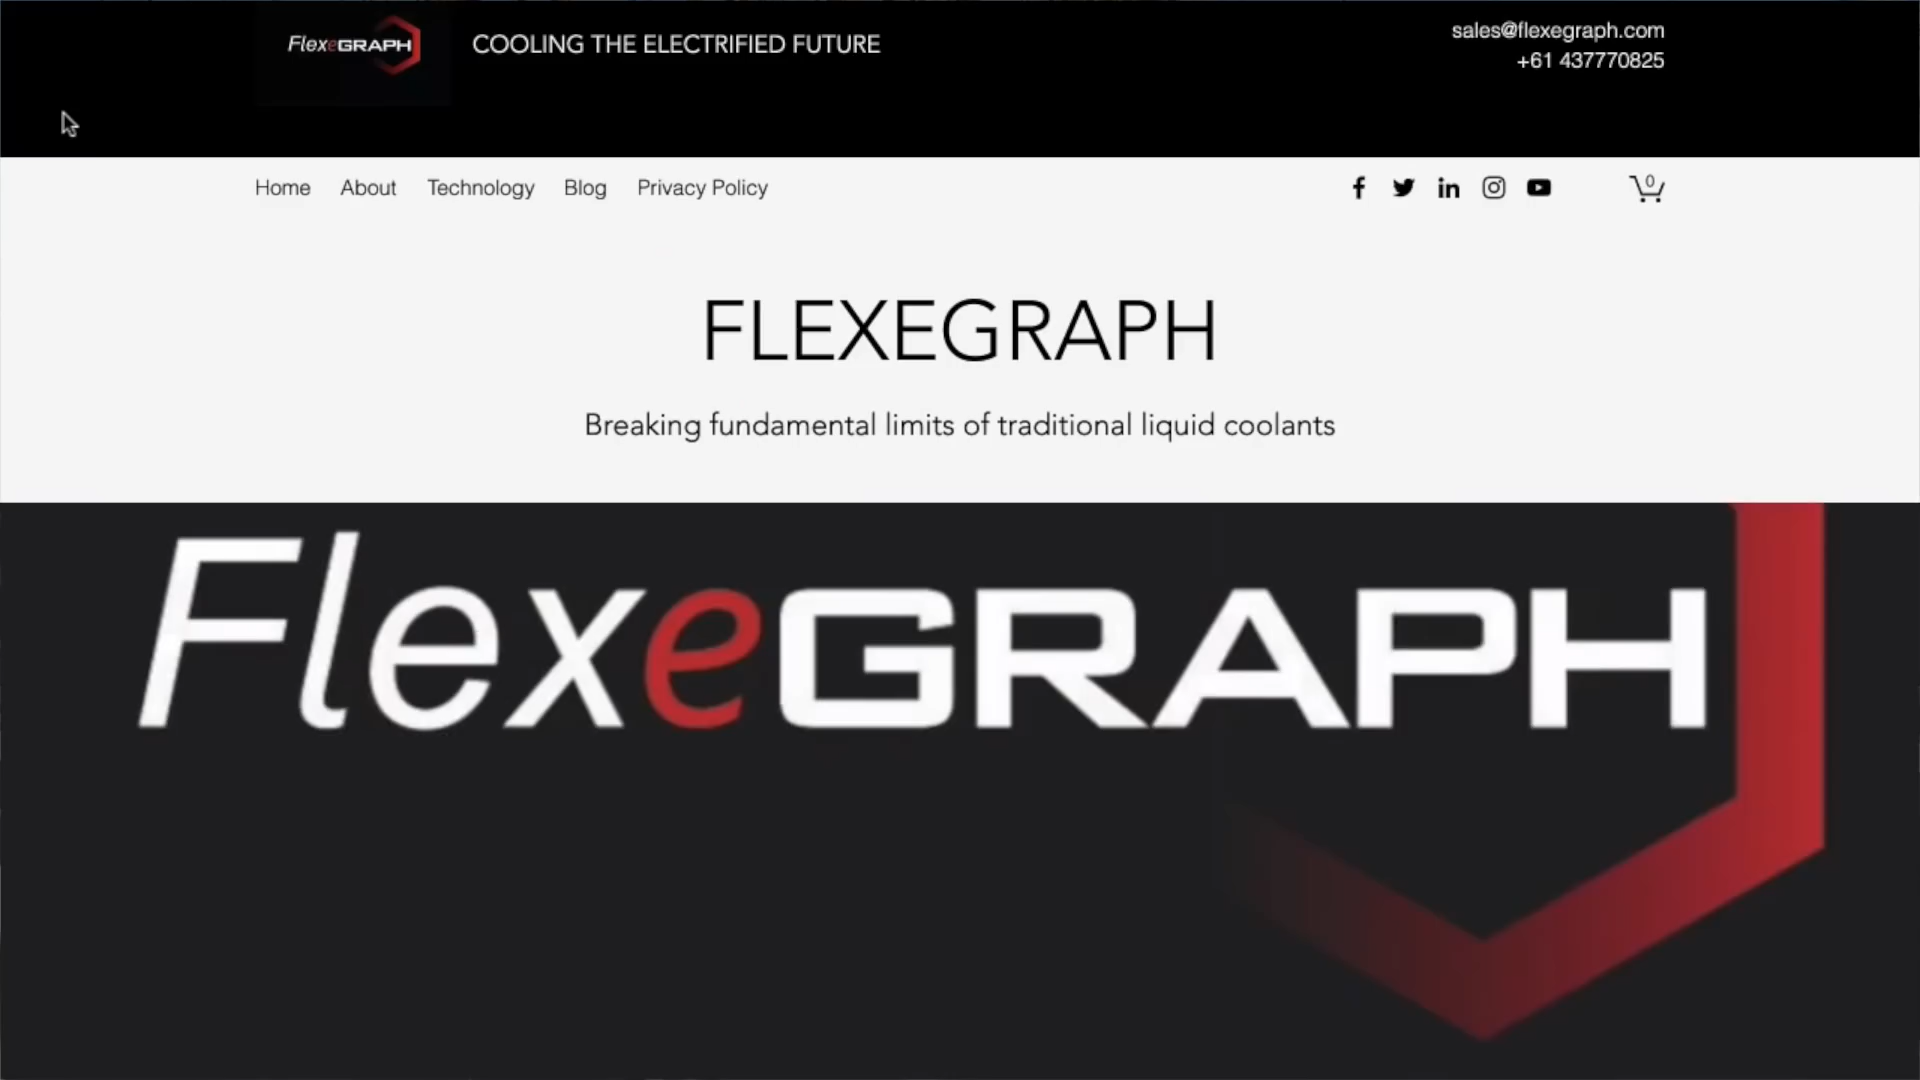 FlexeGRAPH
COOLING THE ELECTRIFIED FUTURE
sales@flexegraph.com
+61 437770825
Home About Technology Blog Privacy Policy
0
FLEXEGRAPH
Breaking fundamental limits of traditional liquid coolants
FlexeGRAPH